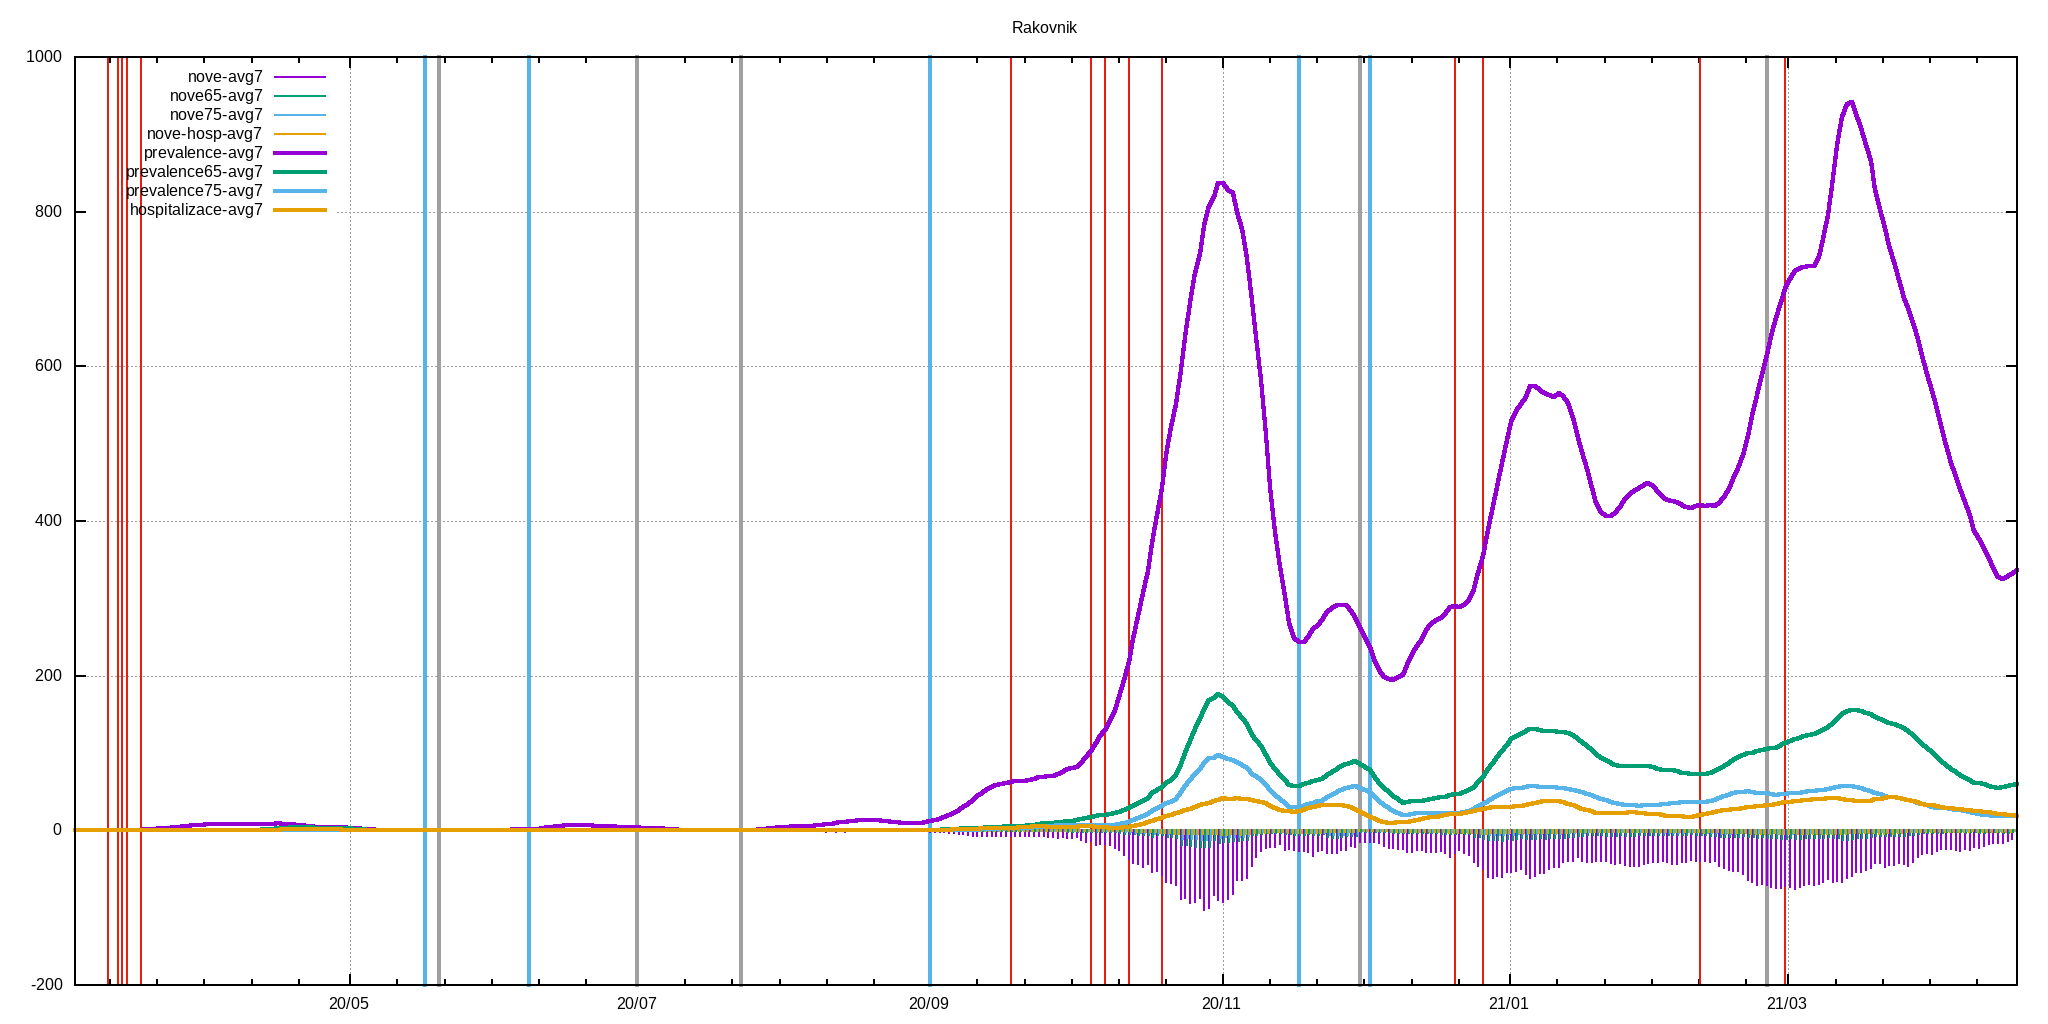 Rakovnik
1000
800
600
400
200
0
-200
nove-avg7
nove65-avg7
nove75-avg7
nove-hosp-avg7
prevalence-avg7
prevalence65-avg7
prevalence75-avg7
hospitalizace-avg7
20/05 20/07 20/09 20/11 21/01 21/03